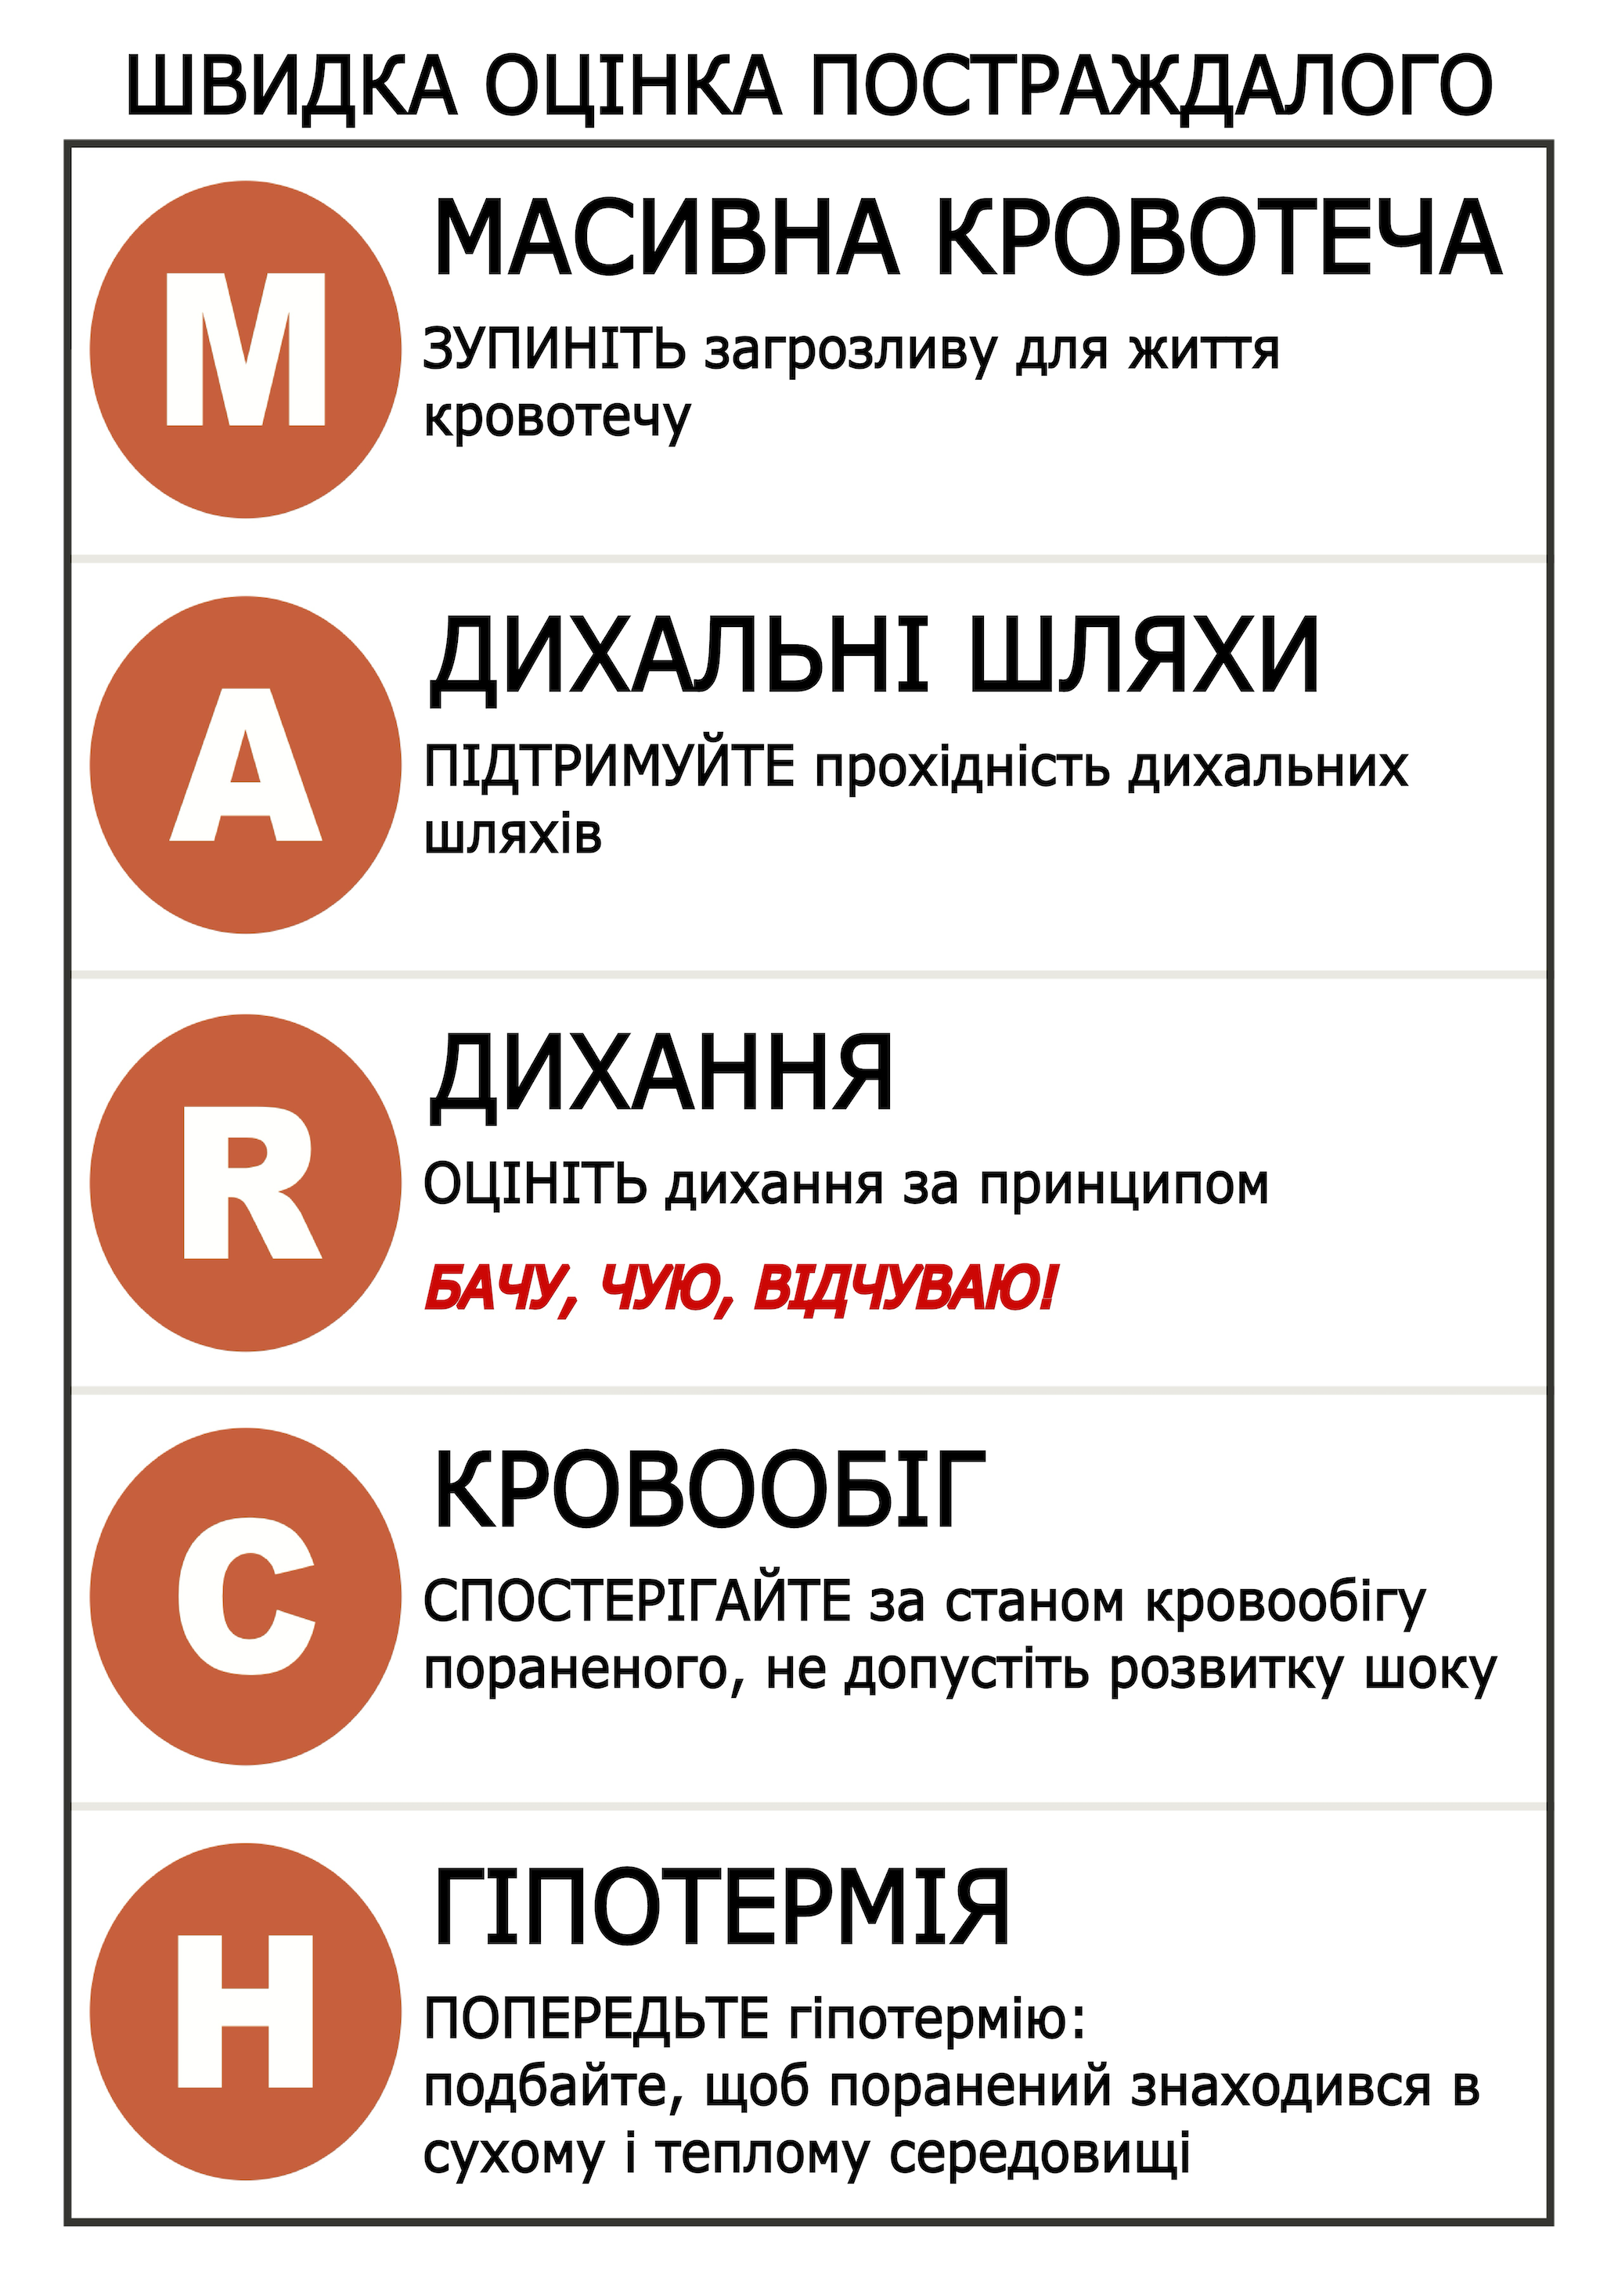 ШВИДКА ОЦІНКА ПОСТРАЖДАЛОГО
M
МАСИВНА КРОВОТЕЧА
ЗУПИНІТЬ загрозливу для життя
кровотечу
A
ДИХАЛЬНІ ШЛЯХИ
ПІДТРИМУЙТЕ прохідність дихальних
шляхів
R
ДИХАННЯ
ОЦІНІТЬ дихання за принципом
БАЧУ, ЧУЮ, ВІДЧУВАЮ!
C
КРОВООБІГ
СПОСТЕРІГАЙТЕ за станом кровообігу
пораненого, не допустіть розвитку шоку
H
ГІПОТЕРМІЯ
ПОПЕРЕДЬТЕ гіпотермію:
подбайте, щоб поранений знаходився в
сухому і теплому середовищі